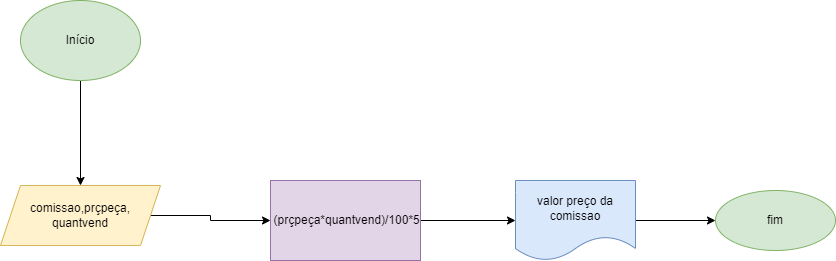 Início
comissao,prçpeça,
quantvend
(prçpeça*quantvend)/100*5
valor preço da
comissao
fim